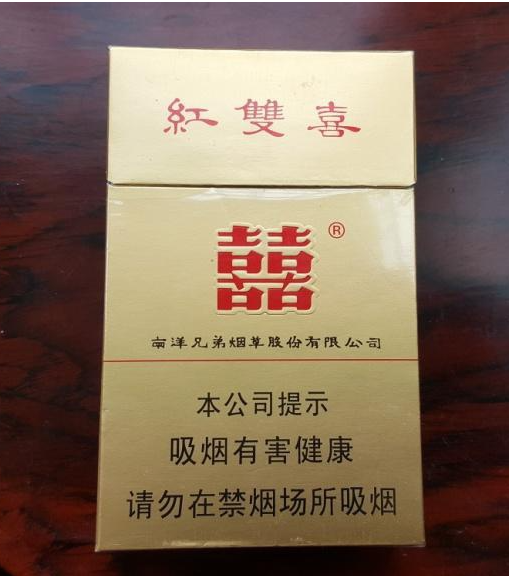 紅雙喜
囍®
南洋兄弟烟草股份有限公司
本公司提示
吸烟有害健康
请勿在禁烟场所吸烟